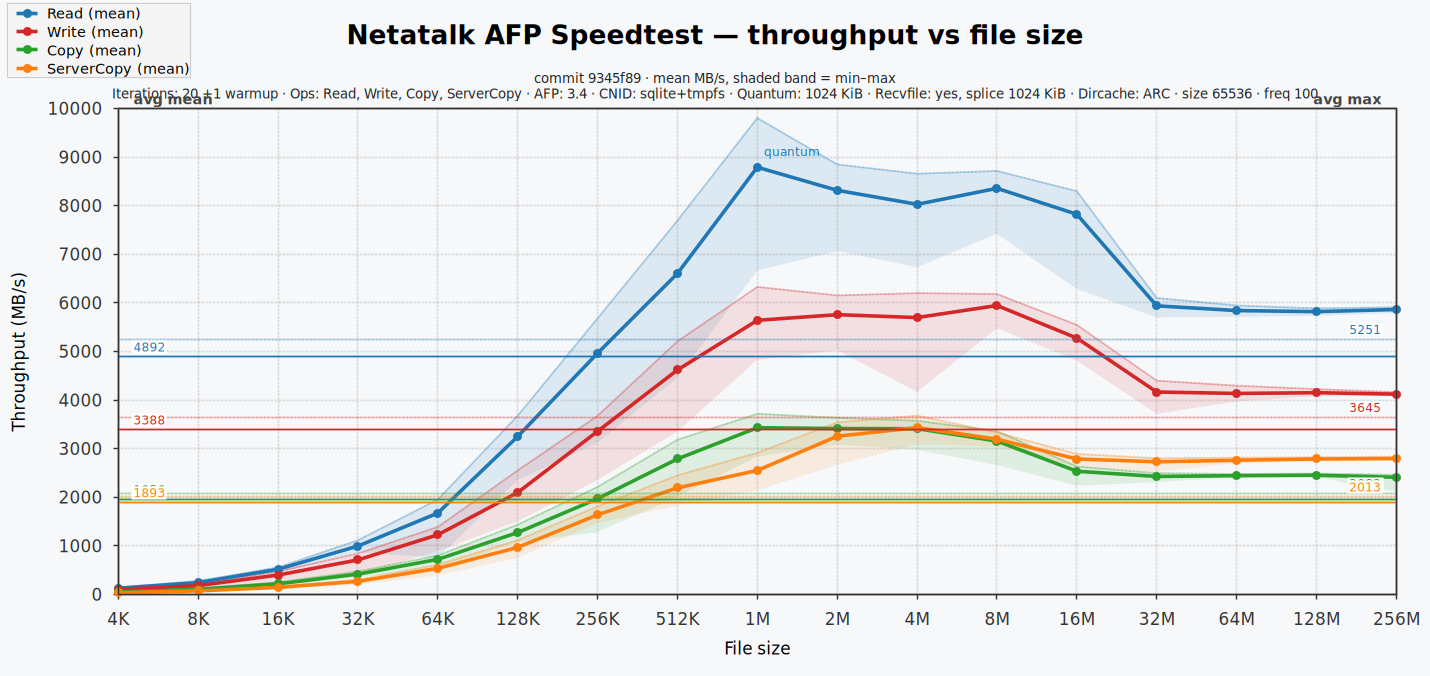 Read (mean)
Write (mean)
Copy (mean)
ServerCopy (mean)
Netatalk AFP Speedtest — throughput vs file size
commit 9345f89 · mean MB/s, shaded band = min–max
Iterations: 20 +1 warmup · Ops: Read, Write, Copy, ServerCopy · AFP: 3.4 · CNID: sqlite+tmpfs · Quantum: 1024 KiB · Recvfile: yes, splice 1024 KiB · Dircache: ARC · size 65536 · freq 100
avg mean
avg max
10000
9000
8000
7000
6000
5000
4000
3000
2000
1000
0
Throughput (MB/s)
quantum
4892
5251
3388
3645
1893
2013
4K 8K 16K 32K 64K 128K 256K 512K 1M 2M 4M 8M 16M 32M 64M 128M 256M
File size